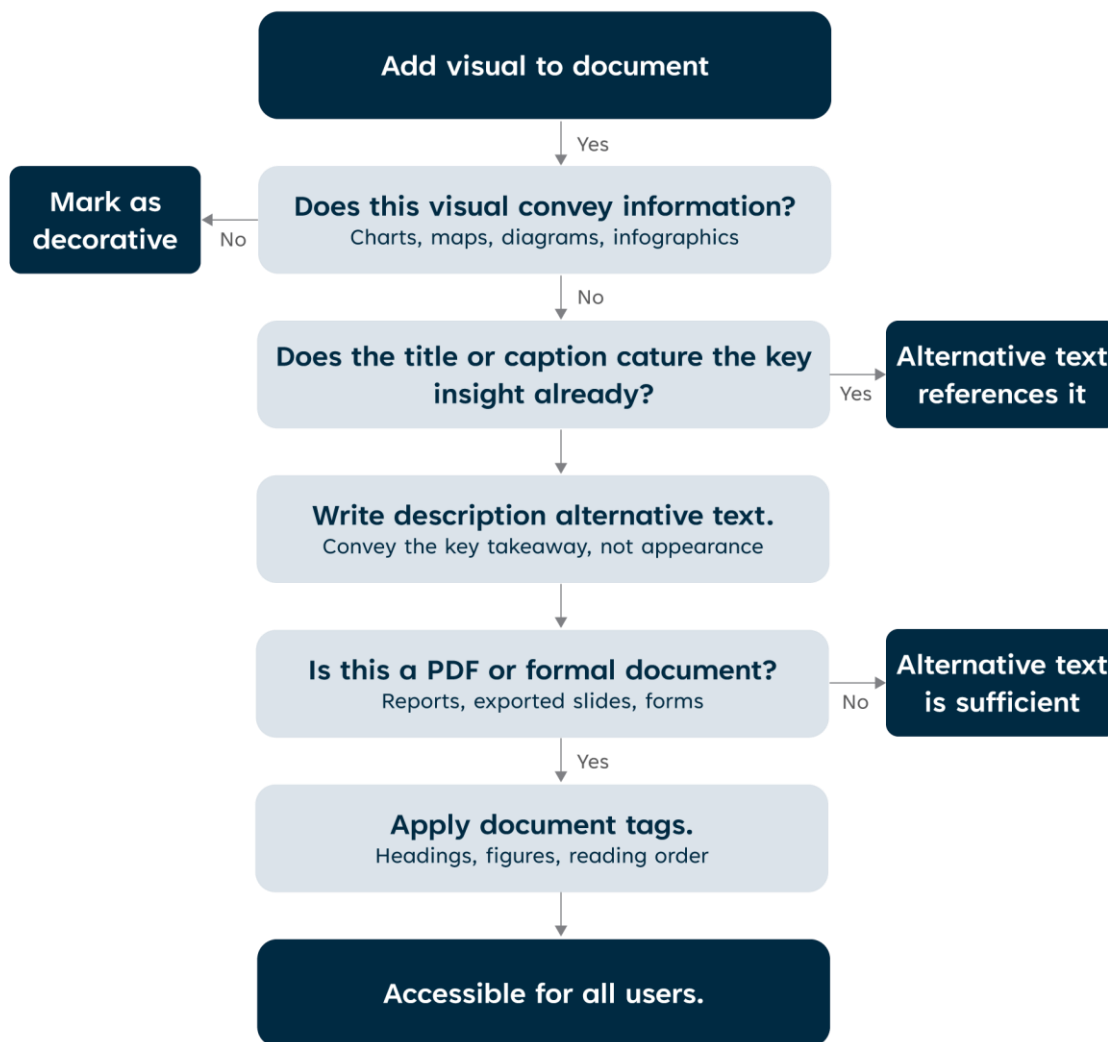 Add visual to document
Yes
Mark as
decorative
No
Does this visual convey information?
Charts, maps, diagrams, infographics
No
Does the title or caption cature the key
insight already?
Yes
Alternative text
references it
Write description alternative text.
Convey the key takeaway, not appearance
Is this a PDF or formal document?
Reports, exported slides, forms
No
Alternative text
is sufficient
Yes
Apply document tags.
Headings, figures, reading order
Accessible for all users.